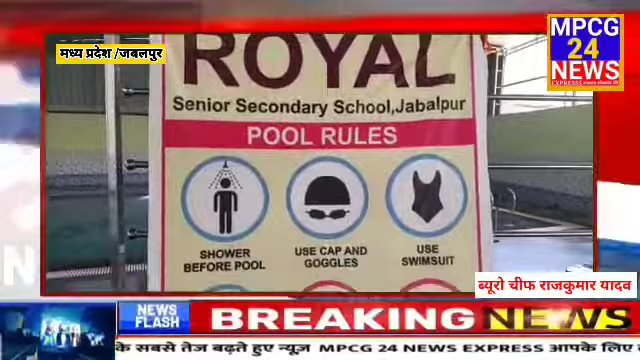 मध्य प्रदेश /जबलपुर
MPCG
24
NEWS
EXPRESS
ROYAL
Senior Secondary School,Jabalpur
POOL RULES
SHOWER
BEFORE POOL
USE CAP AND
GOGGLES
USE
SWIMSUIT
ब्यूरो चीफ राजकुमार यादव
NEWS
FLASH
BREAKING NEWS
के सबसे तेज बढ़ते हुए न्यूज़ MPCG 24 NEWS EXPRESS आपके लिए